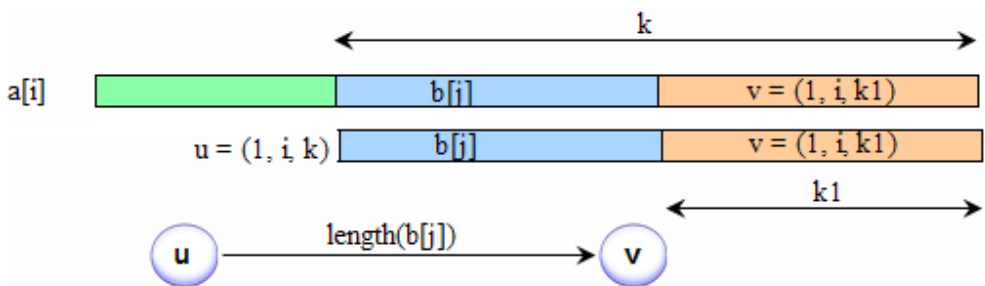 k
a[i] b[j] v = (1, i, k1)
u = (1, i, k) b[j] v = (1, i, k1)
k1
length(b[j])
u v